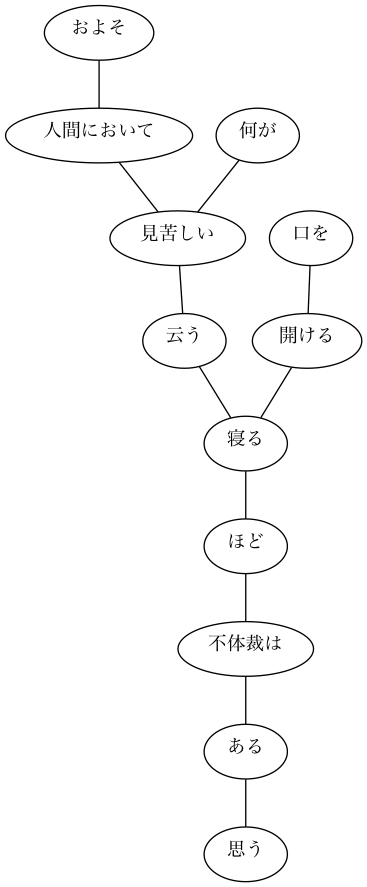 およそ
人間において
何が
見苦しい
口を
云う
開ける
寝る
ほど
不体裁は
ある
思う